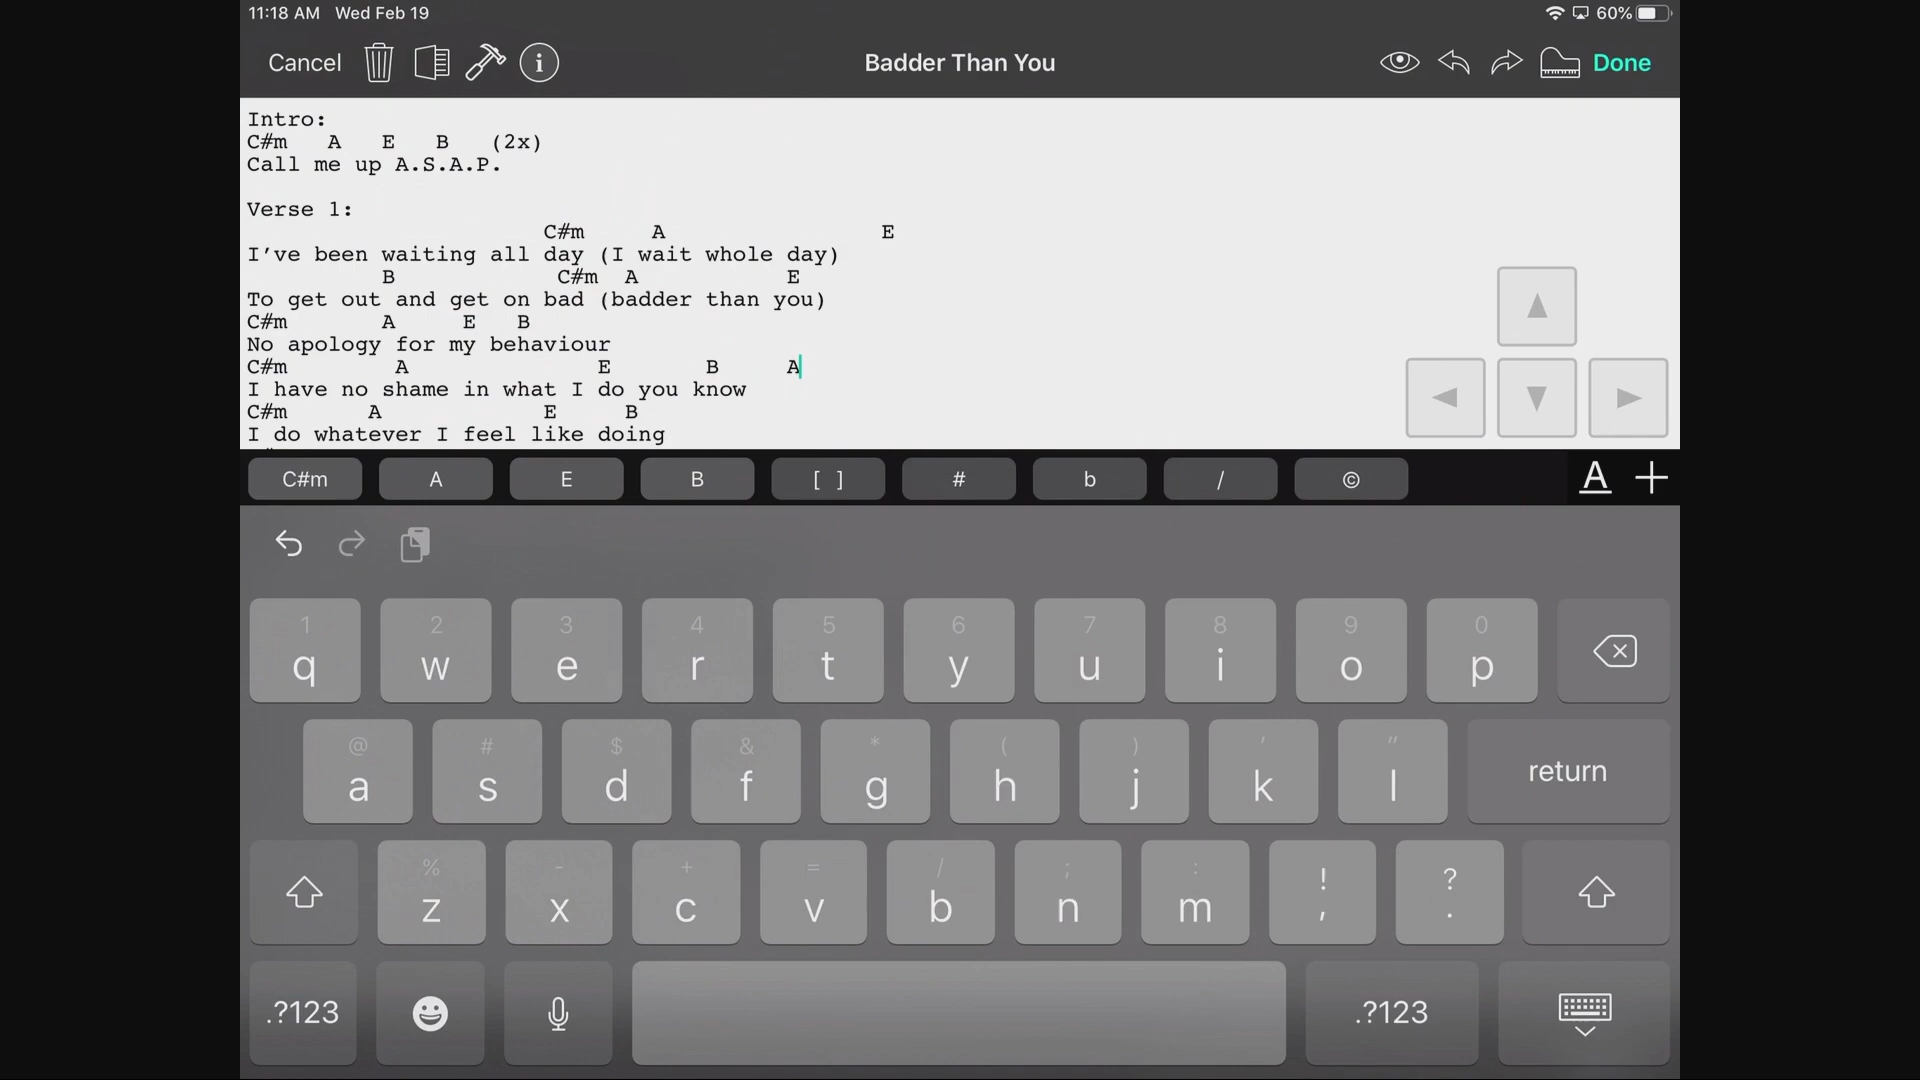 11:18 AM Wed Feb 19 60%
Cancel Badder Than You Done
Intro:
C#m   A   E   B   (2x)
Call me up A.S.A.P.
Verse 1:
                      C#m     A                E
I’ve been waiting all day (I wait whole day)
          B            C#m  A           E
To get out and get on bad (badder than you)
C#m       A     E   B
No apology for my behaviour
C#m        A              E       B     A
I have no shame in what I do you know
C#m      A            E     B
I do whatever I feel like doing
C#m A E B [ ] # b / © A +
1 2 3 4 5 6 7 8 9 0
q w e r t y u i o p
@ # $ & * ( ) ' "
a s d f g h j k l return
% - + = / ; : ! ?
z x c v b n m , .
.?123 .?123